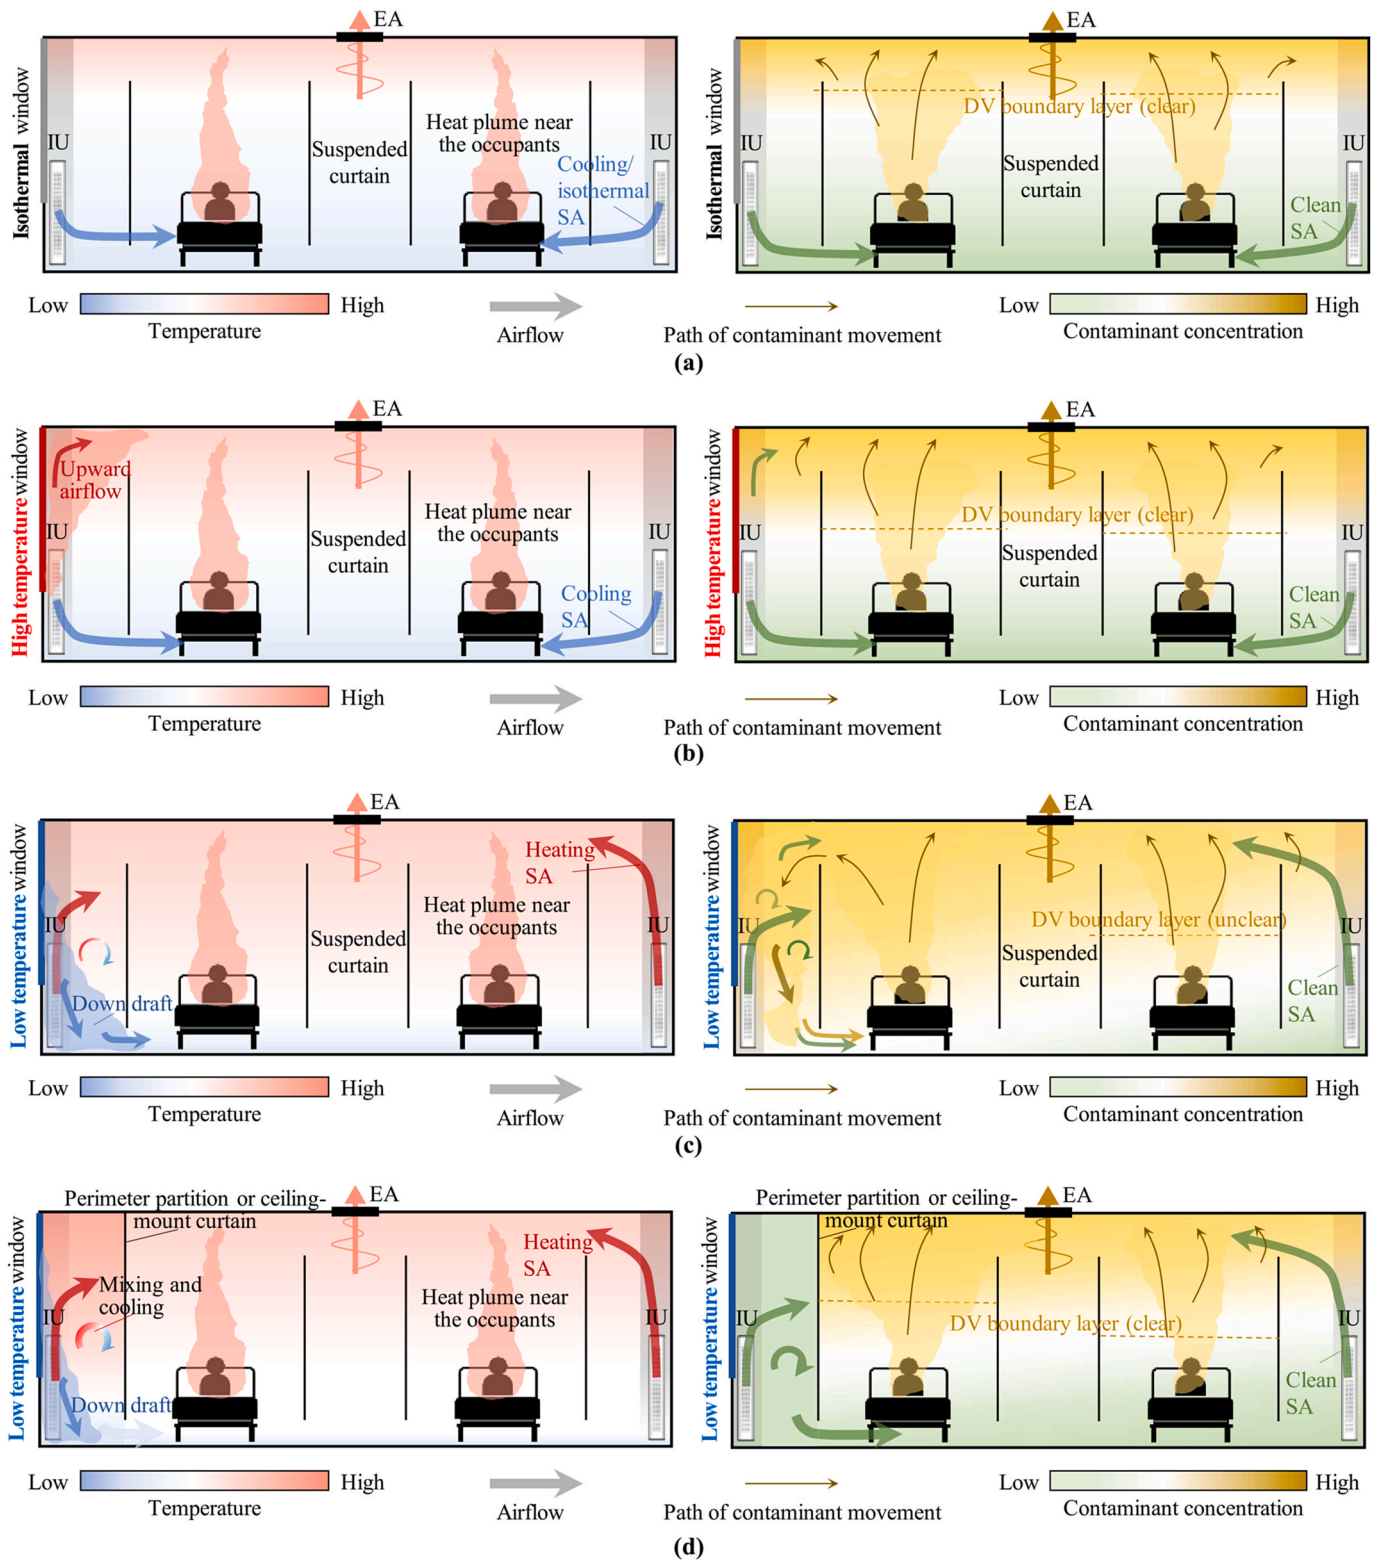 EA
Isothermal window
IU
Suspended
curtain
Heat plume near
the occupants
Cooling/
isothermal
SA
IU
EA
Isothermal window
IU
DV boundary layer (clear)
Suspended
curtain
IU
Clean
SA
Low
High
Temperature
Airflow
Path of contaminant movement
Low
High
Contaminant concentration
(a)
EA
High temperature window
Upward
airflow
IU
Suspended
curtain
Heat plume near
the occupants
Cooling
SA
IU
EA
High temperature window
IU
DV boundary layer (clear)
Suspended
curtain
IU
Clean
SA
Low
High
Temperature
Airflow
Path of contaminant movement
Low
High
Contaminant concentration
(b)
EA
Low temperature window
IU
Down draft
Suspended
curtain
Heating
SA
Heat plume near
the occupants
IU
EA
Low temperature window
IU
DV boundary layer (unclear)
Suspended
curtain
IU
Clean
SA
Low
High
Temperature
Airflow
Path of contaminant movement
Low
High
Contaminant concentration
(c)
Perimeter partition or ceiling-
mount curtain
EA
Low temperature window
Mixing and
cooling
IU
Down draft
Heating
SA
Heat plume near
the occupants
IU
Perimeter partition or ceiling-
mount curtain
EA
Low temperature window
IU
DV boundary layer (clear)
IU
Clean
SA
Low
High
Temperature
Airflow
Path of contaminant movement
Low
High
Contaminant concentration
(d)